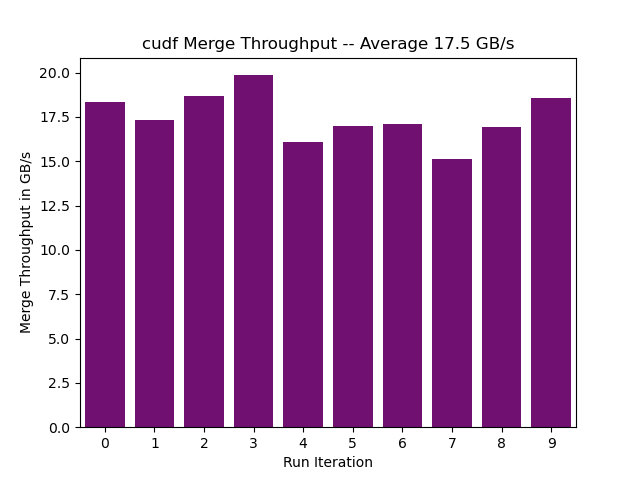 cudf Merge Throughput -- Average 17.5 GB/s
20.0
17.5
15.0
12.5
10.0
7.5
5.0
2.5
0.0
Merge Throughput in GB/s
0 1 2 3 4 5 6 7 8 9
Run Iteration